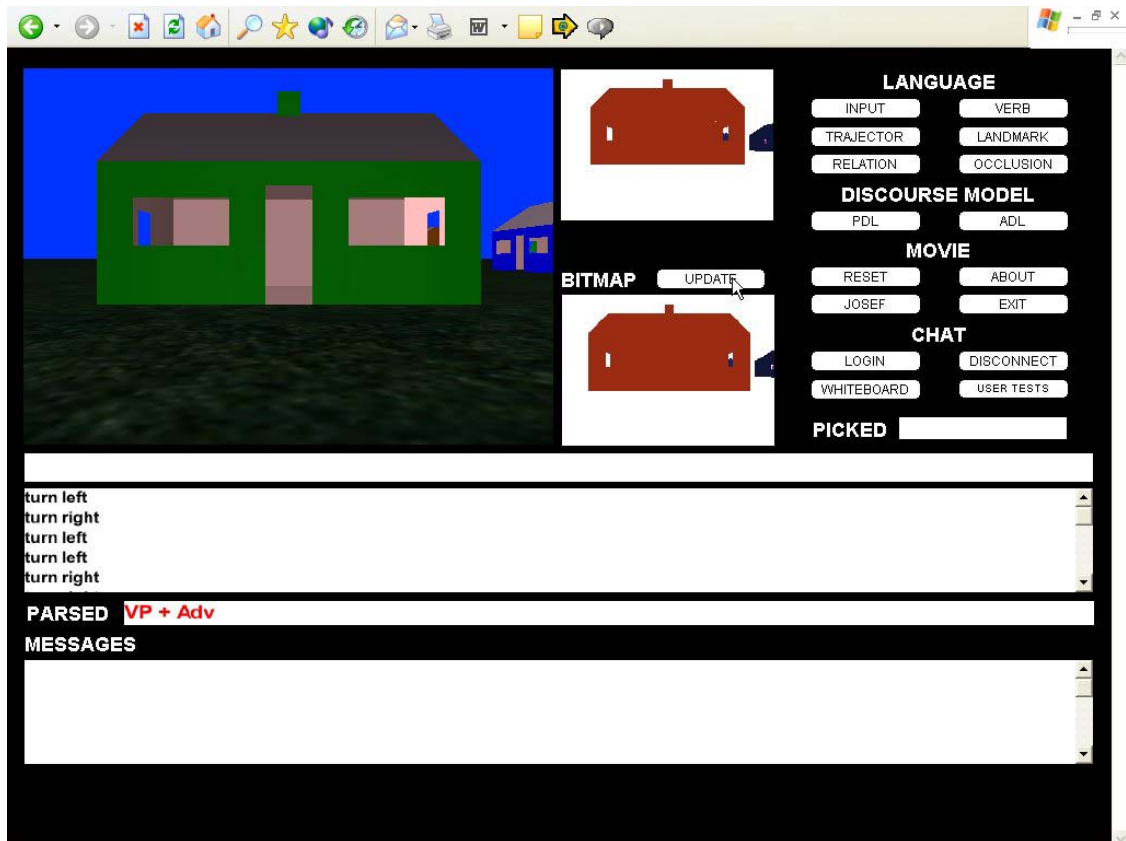 LANGUAGE
INPUT VERB
TRAJECTOR LANDMARK
RELATION OCCLUSION
DISCOURSE MODEL
PDL ADL
MOVIE
BITMAP UPDATE RESET ABOUT
JOSEF EXIT
CHAT
LOGIN DISCONNECT
WHITEBOARD USER TESTS
PICKED
turn left
turn right
turn left
turn left
turn right
PARSED VP + Adv
MESSAGES